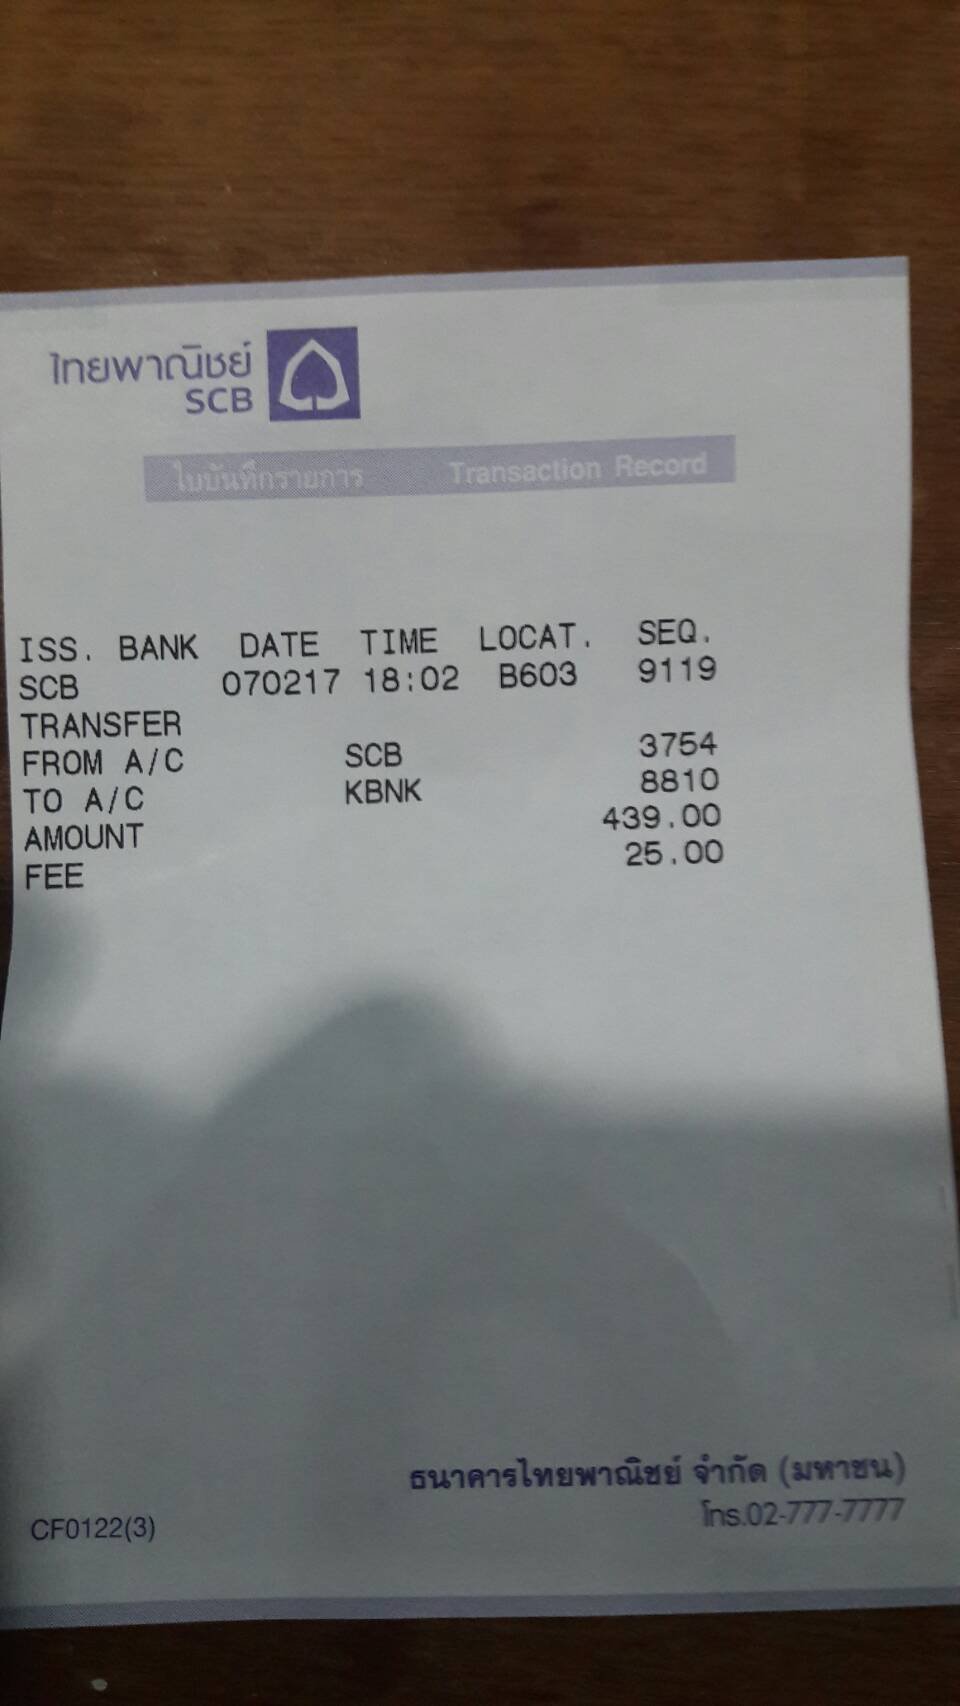 ไทยพาณิชย์
SCB
ใบบันทึกรายการ Transaction Record
ISS. BANK DATE TIME LOCAT. SEQ.
SCB 070217 18:02 B603 9119
TRANSFER
FROM A/C SCB 3754
TO A/C KBNK 8810
AMOUNT 439.00
FEE 25.00
ธนาคารไทยพาณิชย์ จำกัด (มหาชน)
CF0122(3) โทร.02-777-7777